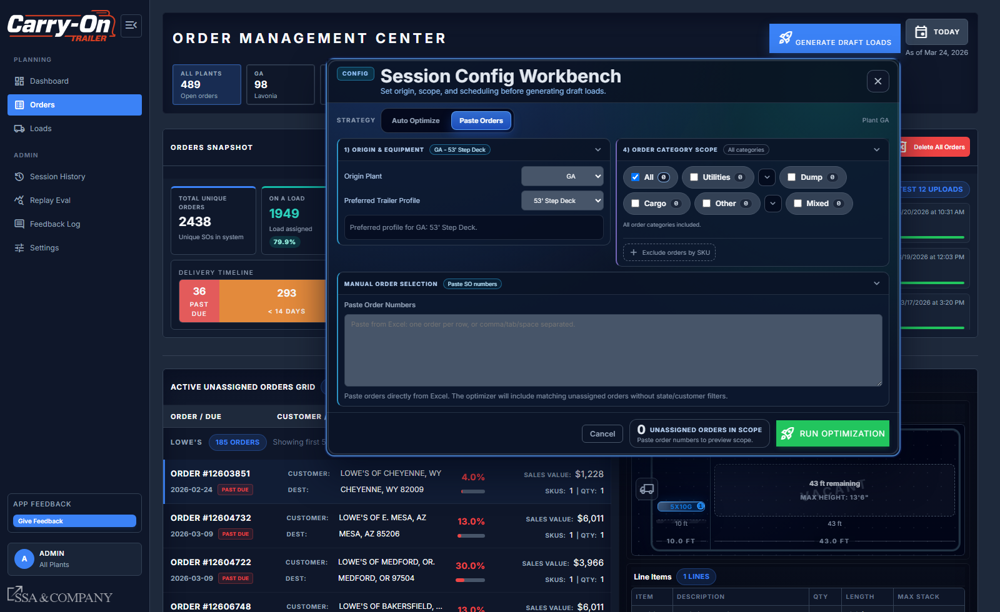 Carry-On
TRAILER
PLANNING
Dashboard
Orders
Loads
ADMIN
Session History
Replay Eval
Feedback Log
Settings
APP FEEDBACK
Give Feedback
A
ADMIN
All Plants
SSA & COMPANY
ORDER MANAGEMENT CENTER
GENERATE DRAFT LOADS
TODAY
As of Mar 24, 2026
ALL PLANTS
489
Open orders
GA
98
Lavonia
ORDERS SNAPSHOT
Delete All Orders
TOTAL UNIQUE
ORDERS
2438
Unique SOs in system
ON A LOAD
1949
Load assigned
79.9%
DELIVERY TIMELINE
36
PAST
DUE
293
< 14 DAYS
TEST 12 UPLOADS
/20/2026 at 10:31 AM
/19/2026 at 12:03 PM
3/17/2026 at 3:20 PM
CONFIG
Session Config Workbench
Set origin, scope, and scheduling before generating draft loads.
STRATEGY
Auto Optimize
Paste Orders
Plant GA
1) ORIGIN & EQUIPMENT
GA - 53' Step Deck
Origin Plant
GA
Preferred Trailer Profile
53' Step Deck
Preferred profile for GA: 53' Step Deck.
4) ORDER CATEGORY SCOPE
All categories
All 0
Utilities 0
Dump 0
Cargo 0
Other 0
Mixed 0
All order categories included.
Exclude orders by SKU
MANUAL ORDER SELECTION
Paste SO numbers
Paste Order Numbers
Paste from Excel: one order per row, or comma/tab/space separated.
Paste orders directly from Excel. The optimizer will include matching unassigned orders without state/customer filters.
Cancel
0 UNASSIGNED ORDERS IN SCOPE
Paste order numbers to preview scope.
RUN OPTIMIZATION
ACTIVE UNASSIGNED ORDERS GRID
ORDER / DUE
CUSTOMER /
LOWE'S
185 ORDERS
Showing first 5
ORDER #12603851
2026-02-24 PAST DUE
CUSTOMER: LOWE'S OF CHEYENNE, WY
DEST: CHEYENNE, WY 82009
4.0%
SALES VALUE: $1,228
SKUS: 1 | QTY: 1
ORDER #12604732
2026-03-09 PAST DUE
CUSTOMER: LOWE'S OF E. MESA, AZ
DEST: MESA, AZ 85206
13.0%
SALES VALUE: $6,011
SKUS: 1 | QTY: 1
ORDER #12604722
2026-03-09 PAST DUE
CUSTOMER: LOWE'S OF MEDFORD, OR.
DEST: MEDFORD, OR 97504
30.0%
SALES VALUE: $3,966
SKUS: 1 | QTY: 1
ORDER #12606748
CUSTOMER: LOWE'S OF BAKERSFIELD, ...
13.0%
SALES VALUE: $6,011
VACANT
43 ft remaining
MAX HEIGHT: 13'6"
5X10G
10 ft
43 ft
10.0 FT
43.0 FT
Line Items
1 LINES
ITEM
DESCRIPTION
QTY
LENGTH
MAX STACK